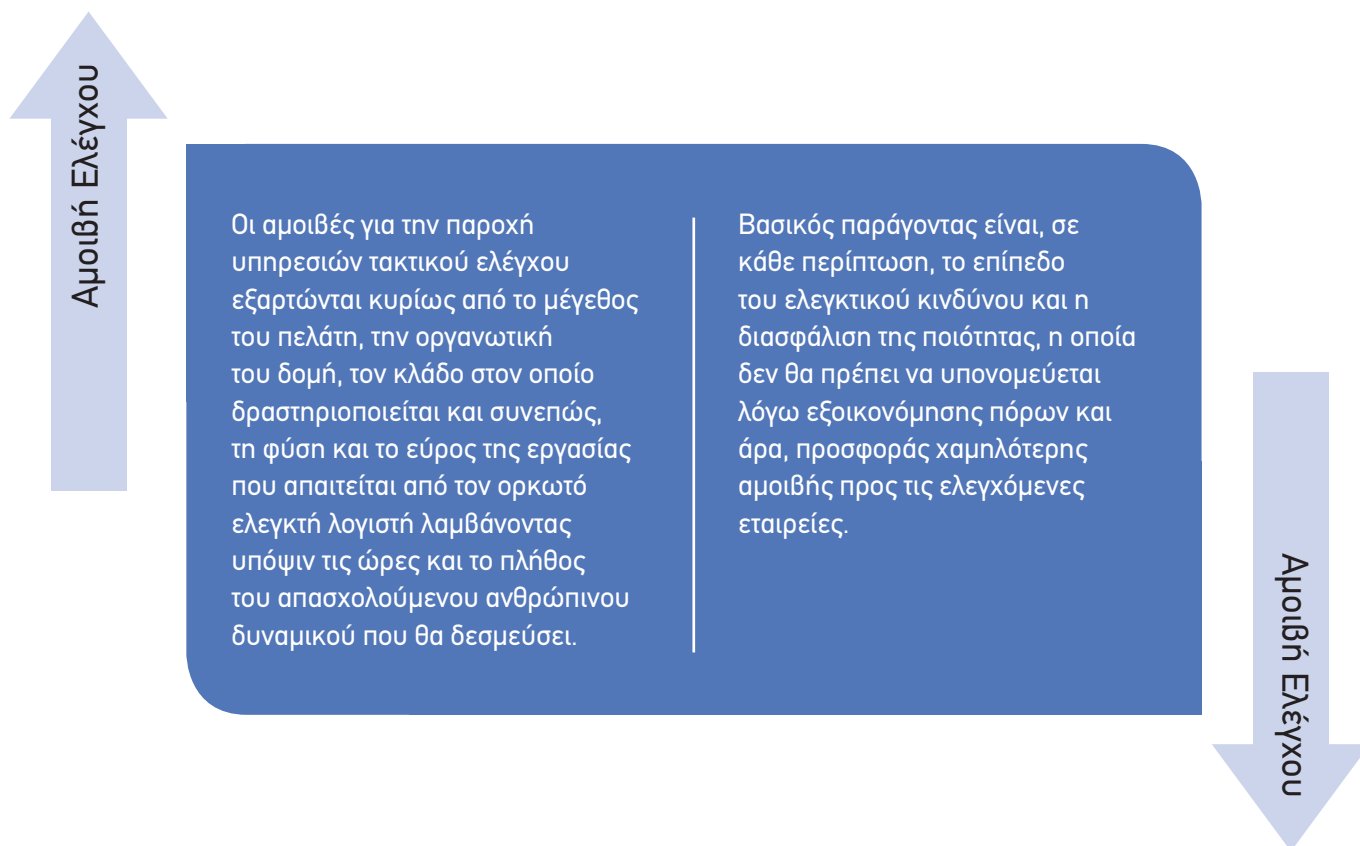 Αμοιβή Ελέγχου
Οι αμοιβές για την παροχή
υπηρεσιών τακτικού ελέγχου
εξαρτώνται κυρίως από το μέγεθος
του πελάτη, την οργανωτική
του δομή, τον κλάδο στον οποίο
δραστηριοποιείται και συνεπώς,
τη φύση και το εύρος της εργασίας
που απαιτείται από τον ορκωτό
ελεγκτή λογιστή λαμβάνοντας
υπόψιν τις ώρες και το πλήθος
του απασχολούμενου ανθρώπινου
δυναμικού που θα δεσμεύσει.
Βασικός παράγοντας είναι, σε
κάθε περίπτωση, το επίπεδο
του ελεγκτικού κινδύνου και η
διασφάλιση της ποιότητας, η οποία
δεν θα πρέπει να υπονομεύεται
λόγω εξοικονόμησης πόρων και
άρα, προσφοράς χαμηλότερης
αμοιβής προς τις ελεγχόμενες
εταιρείες.
Αμοιβή Ελέγχου